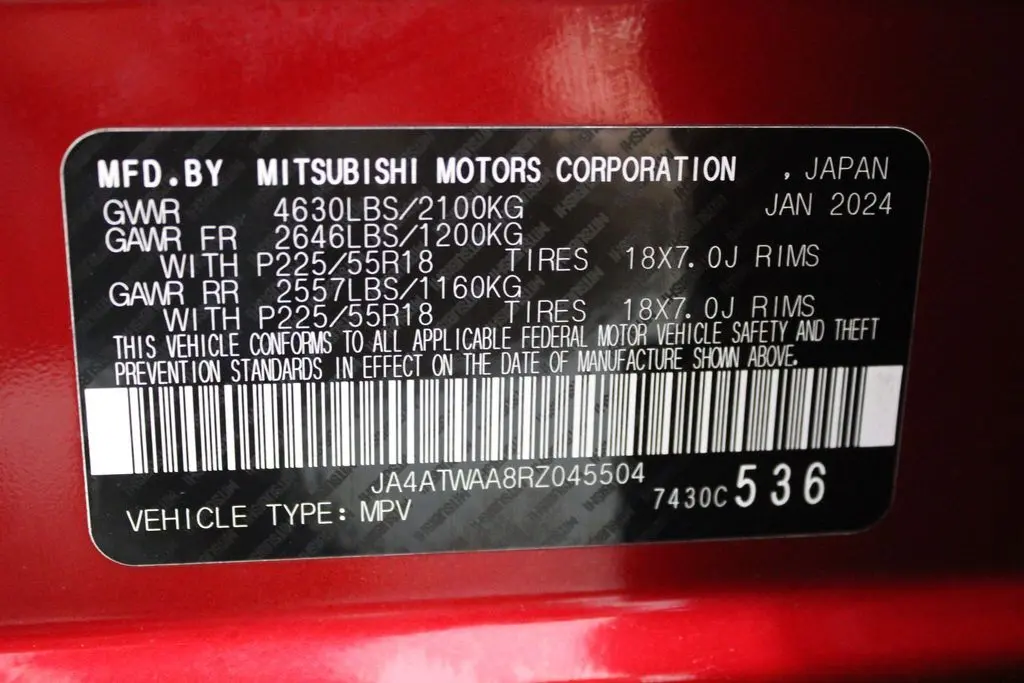 MFD.BY MITSUBISHI MOTORS CORPORATION , JAPAN
GVWR 4630LBS/2100KG JAN 2024
GAWR FR 2646LBS/1200KG
WITH P225/55R18 TIRES 18X7.0J RIMS
GAWR RR 2557LBS/1160KG
WITH P225/55R18 TIRES 18X7.0J RIMS
THIS VEHICLE CONFORMS TO ALL APPLICABLE FEDERAL MOTOR VEHICLE SAFETY AND THEFT
PREVENTION STANDARDS IN EFFECT ON THE DATE OF MANUFACTURE SHOWN ABOVE.
JA4ATWAA8RZ045504
7430C 536
VEHICLE TYPE: MPV